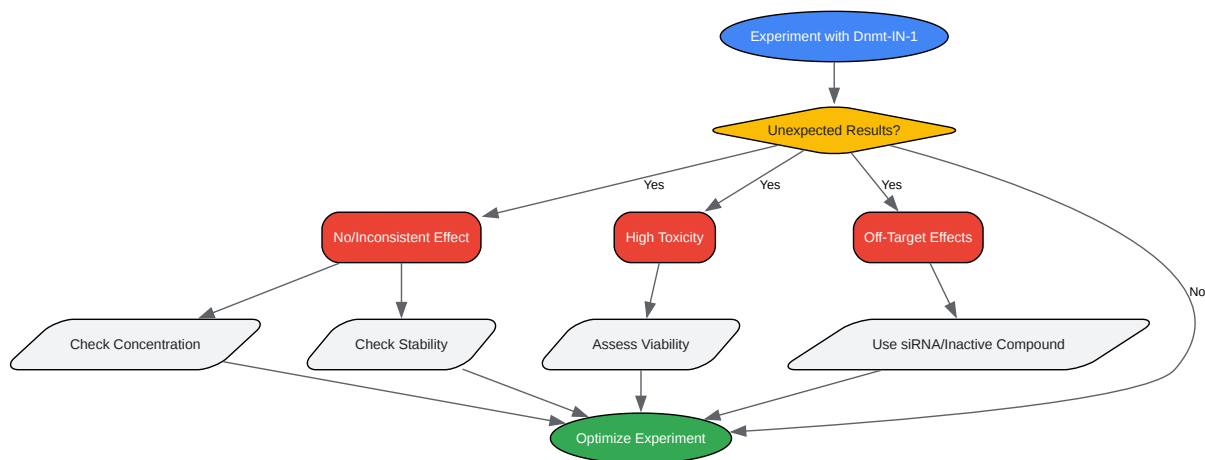 Experiment with Dnmt-IN-1
Unexpected Results?
Yes
Yes
Yes
No/Inconsistent Effect
High Toxicity
Off-Target Effects
No
Check Concentration
Check Stability
Assess Viability
Use siRNA/Inactive Compound
Optimize Experiment